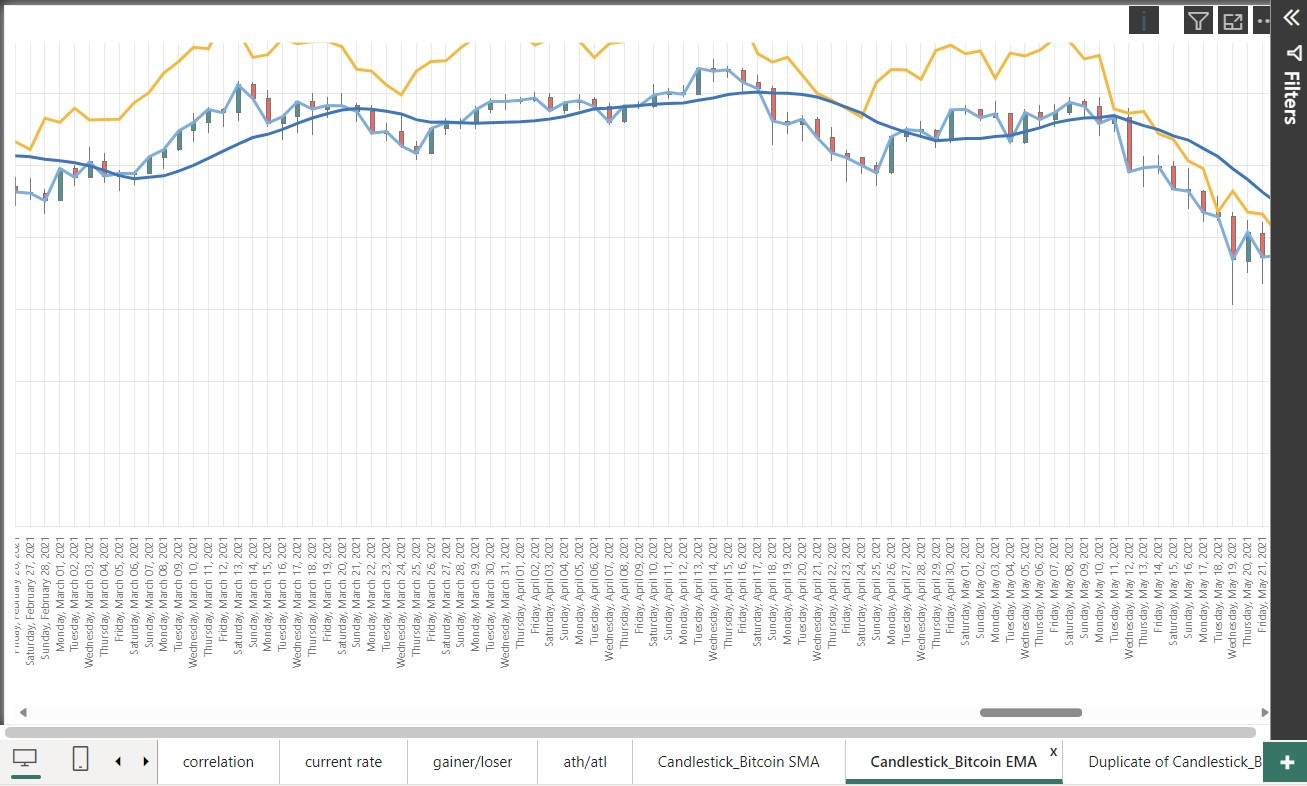 Filters
Saturday, February 27, 2021
Sunday, February 28, 2021
Monday, March 01, 2021
Tuesday, March 02, 2021
Wednesday, March 03, 2021
Thursday, March 04, 2021
Friday, March 05, 2021
Saturday, March 06, 2021
Sunday, March 07, 2021
Monday, March 08, 2021
Tuesday, March 09, 2021
Wednesday, March 10, 2021
Thursday, March 11, 2021
Friday, March 12, 2021
Saturday, March 13, 2021
Sunday, March 14, 2021
Monday, March 15, 2021
Tuesday, March 16, 2021
Wednesday, March 17, 2021
Thursday, March 18, 2021
Friday, March 19, 2021
Saturday, March 20, 2021
Sunday, March 21, 2021
Monday, March 22, 2021
Tuesday, March 23, 2021
Wednesday, March 24, 2021
Thursday, March 25, 2021
Friday, March 26, 2021
Saturday, March 27, 2021
Sunday, March 28, 2021
Monday, March 29, 2021
Tuesday, March 30, 2021
Wednesday, March 31, 2021
Thursday, April 01, 2021
Friday, April 02, 2021
Saturday, April 03, 2021
Sunday, April 04, 2021
Monday, April 05, 2021
Tuesday, April 06, 2021
Wednesday, April 07, 2021
Thursday, April 08, 2021
Friday, April 09, 2021
Saturday, April 10, 2021
Sunday, April 11, 2021
Monday, April 12, 2021
Tuesday, April 13, 2021
Wednesday, April 14, 2021
Thursday, April 15, 2021
Friday, April 16, 2021
Saturday, April 17, 2021
Sunday, April 18, 2021
Monday, April 19, 2021
Tuesday, April 20, 2021
Wednesday, April 21, 2021
Thursday, April 22, 2021
Friday, April 23, 2021
Saturday, April 24, 2021
Sunday, April 25, 2021
Monday, April 26, 2021
Tuesday, April 27, 2021
Wednesday, April 28, 2021
Thursday, April 29, 2021
Friday, April 30, 2021
Saturday, May 01, 2021
Sunday, May 02, 2021
Monday, May 03, 2021
Tuesday, May 04, 2021
Wednesday, May 05, 2021
Thursday, May 06, 2021
Friday, May 07, 2021
Saturday, May 08, 2021
Sunday, May 09, 2021
Monday, May 10, 2021
Tuesday, May 11, 2021
Wednesday, May 12, 2021
Thursday, May 13, 2021
Friday, May 14, 2021
Saturday, May 15, 2021
Sunday, May 16, 2021
Monday, May 17, 2021
Tuesday, May 18, 2021
Wednesday, May 19, 2021
Thursday, May 20, 2021
Friday, May 21, 2021
correlation
current rate
gainer/loser
ath/atl
Candlestick_Bitcoin SMA
Candlestick_Bitcoin EMA
x
Duplicate of Candlestick_B